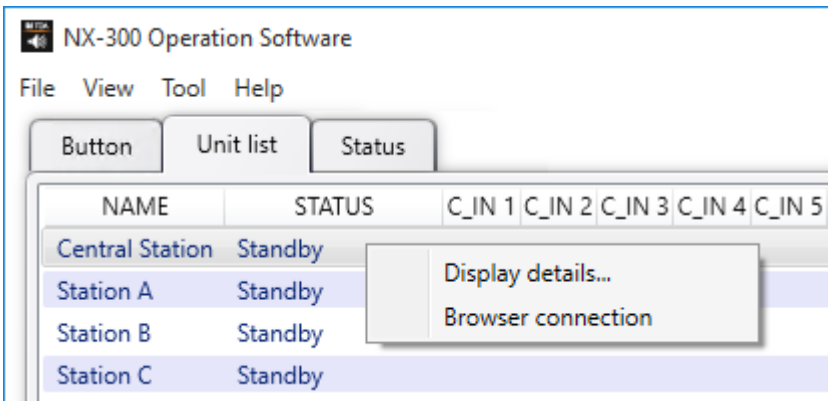 NX-300 Operation Software
File View Tool Help
Button Unit list Status
NAME STATUS C_IN 1 C_IN 2 C_IN 3 C_IN 4 C_IN 5
Central Station Standby
Display details...
Station A Standby
Browser connection
Station B Standby
Station C Standby